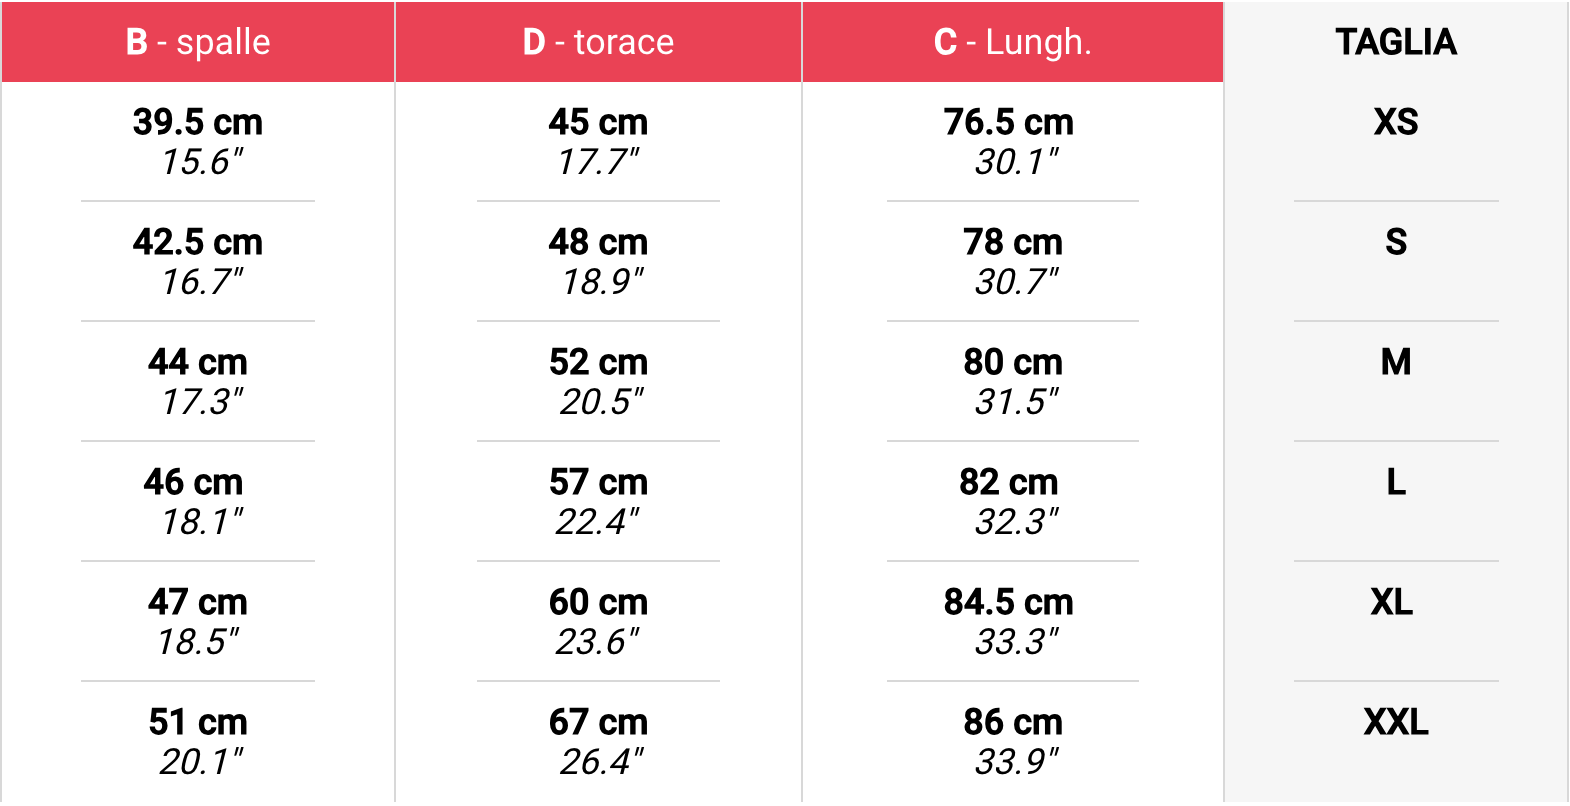 B - spalle D - torace C - Lungh. TAGLIA
39.5 cm 45 cm 76.5 cm XS
15.6" 17.7" 30.1"
42.5 cm 48 cm 78 cm S
16.7" 18.9" 30.7"
44 cm 52 cm 80 cm M
17.3" 20.5" 31.5"
46 cm 57 cm 82 cm L
18.1" 22.4" 32.3"
47 cm 60 cm 84.5 cm XL
18.5" 23.6" 33.3"
51 cm 67 cm 86 cm XXL
20.1" 26.4" 33.9"